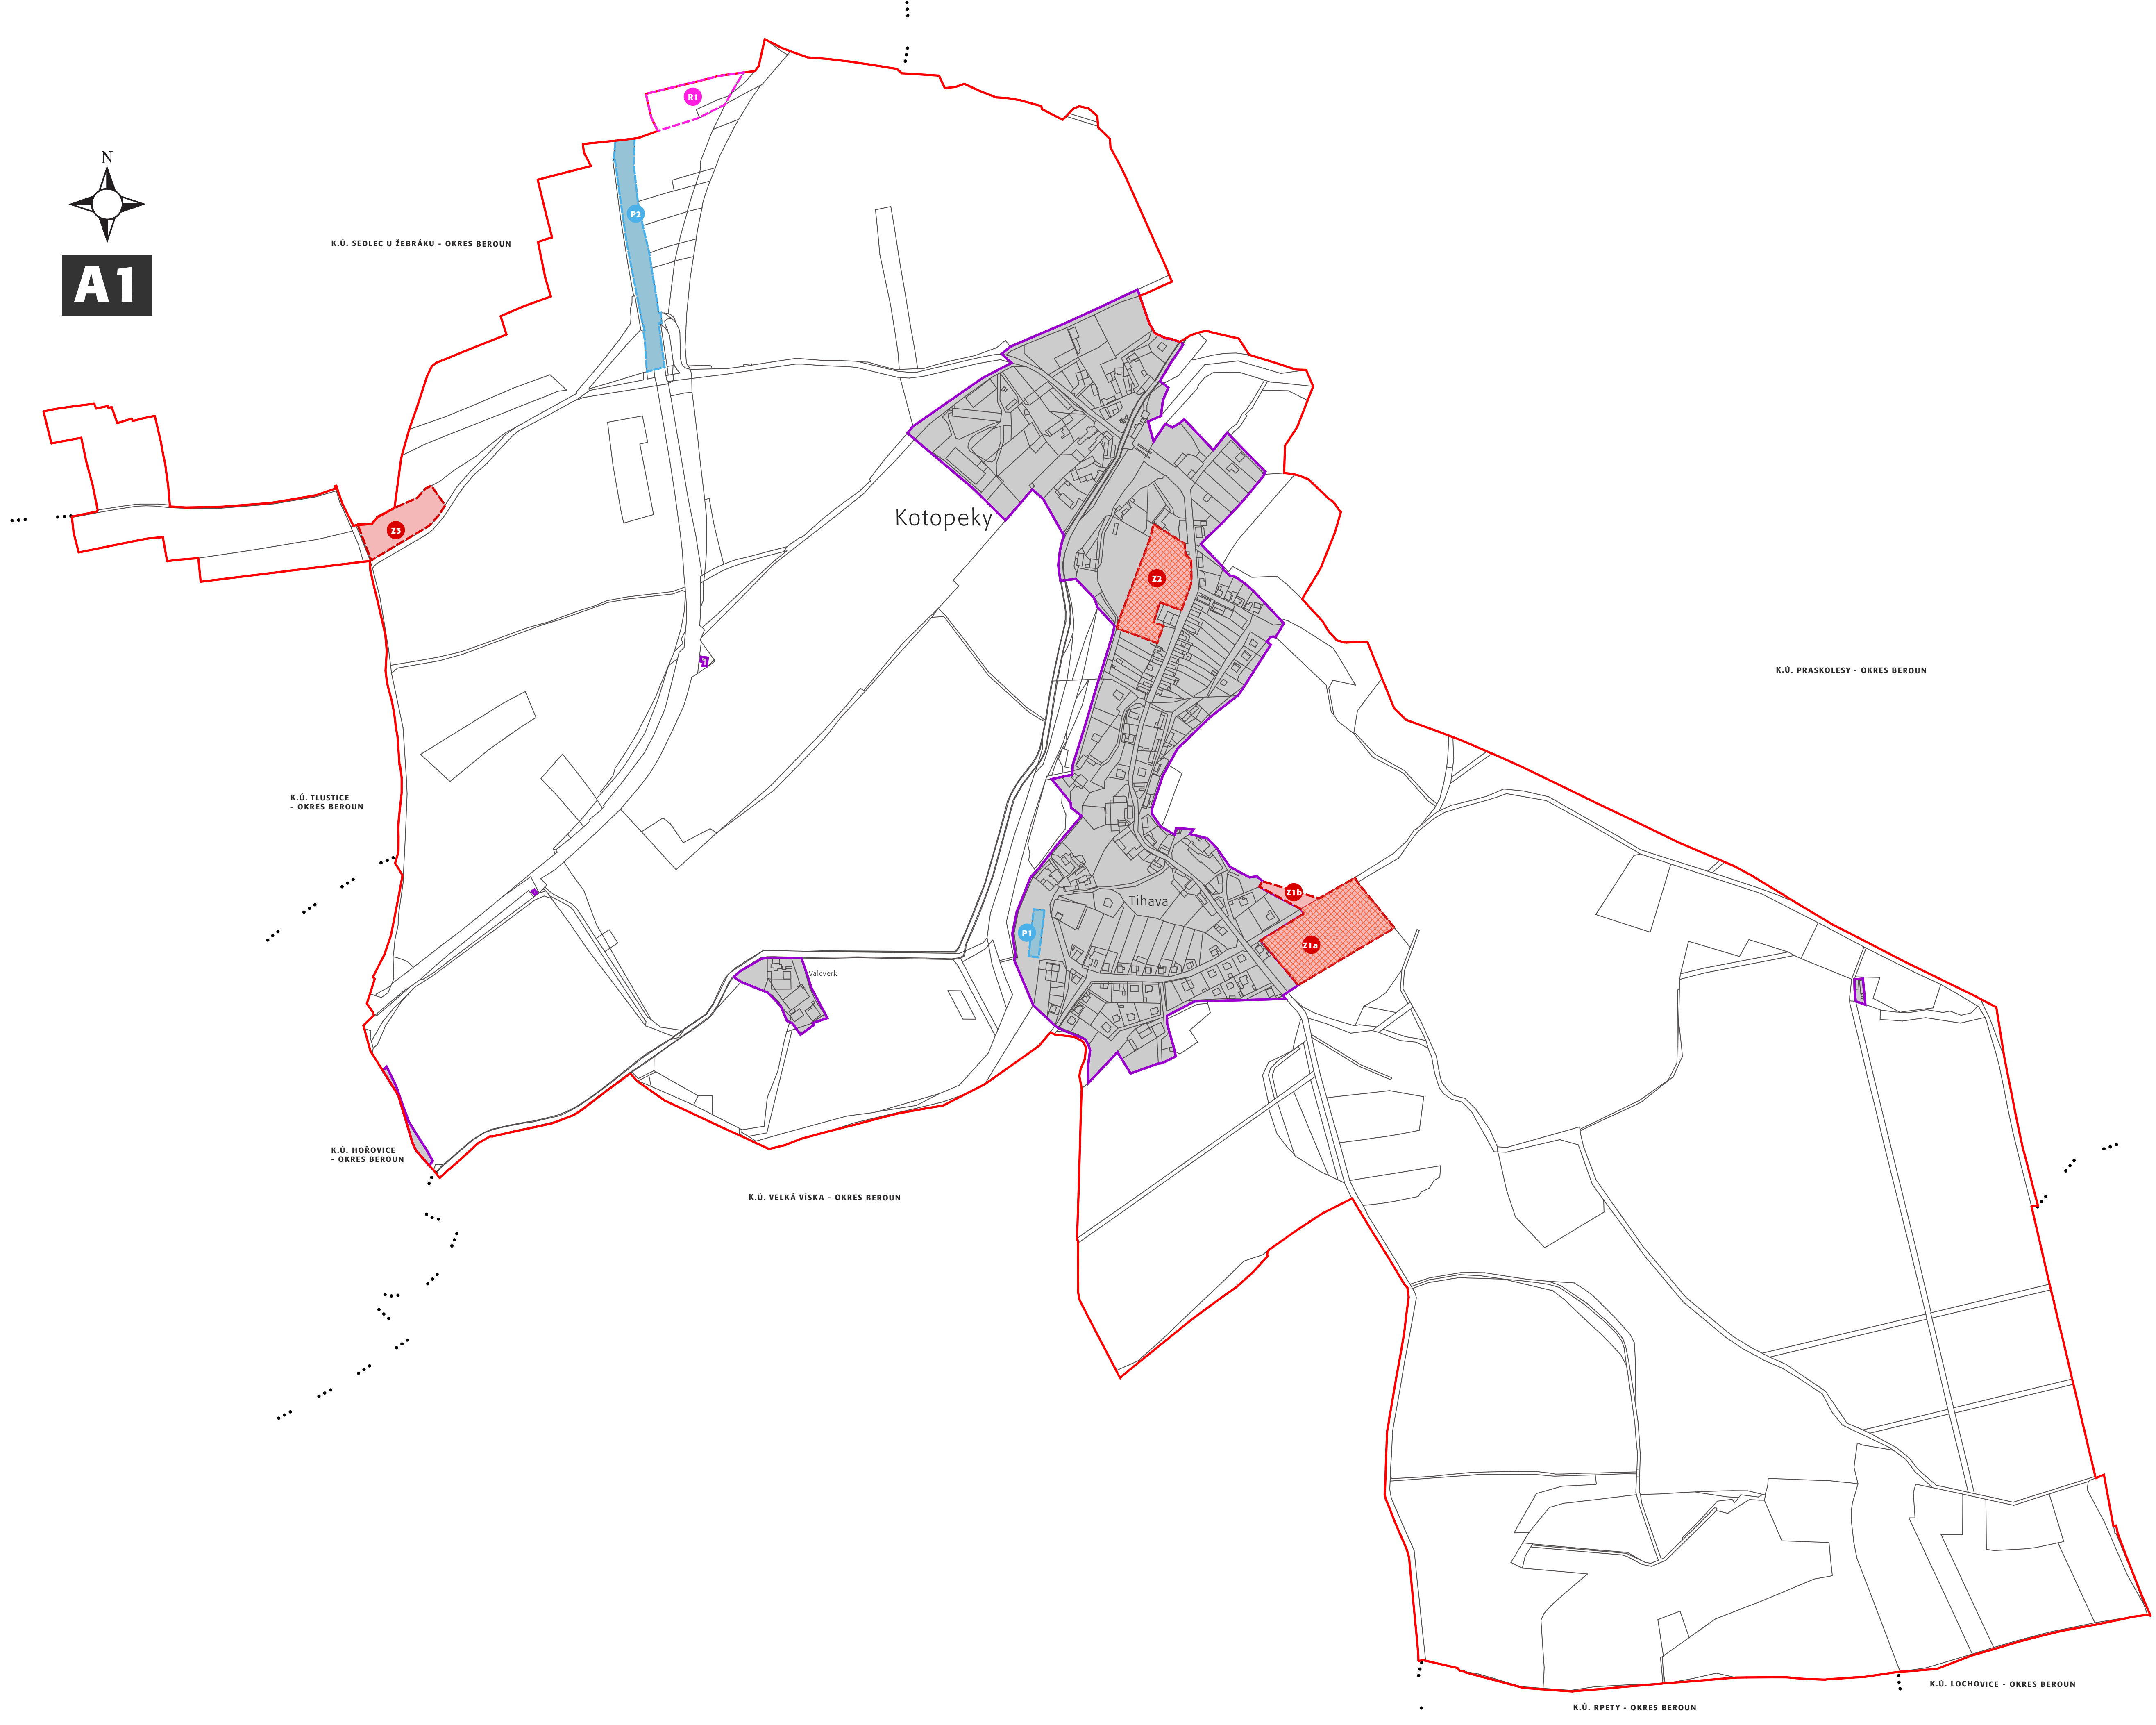 R1
N
P2
K.Ú. SEDLEC U ŽEBRÁKU - OKRES BEROUN
A1
Kotopeky
Z3
Z2
K.Ú. PRASKOLESY - OKRES BEROUN
K.Ú. TLUSTICE
- OKRES BEROUN
Z1b
Tihava
P1
Z1a
Valcverk
K.Ú. HOŘOVICE
- OKRES BEROUN
K.Ú. VELKÁ VÍSKA - OKRES BEROUN
K.Ú. LOCHOVICE - OKRES BEROUN
K.Ú. RPETY - OKRES BEROUN